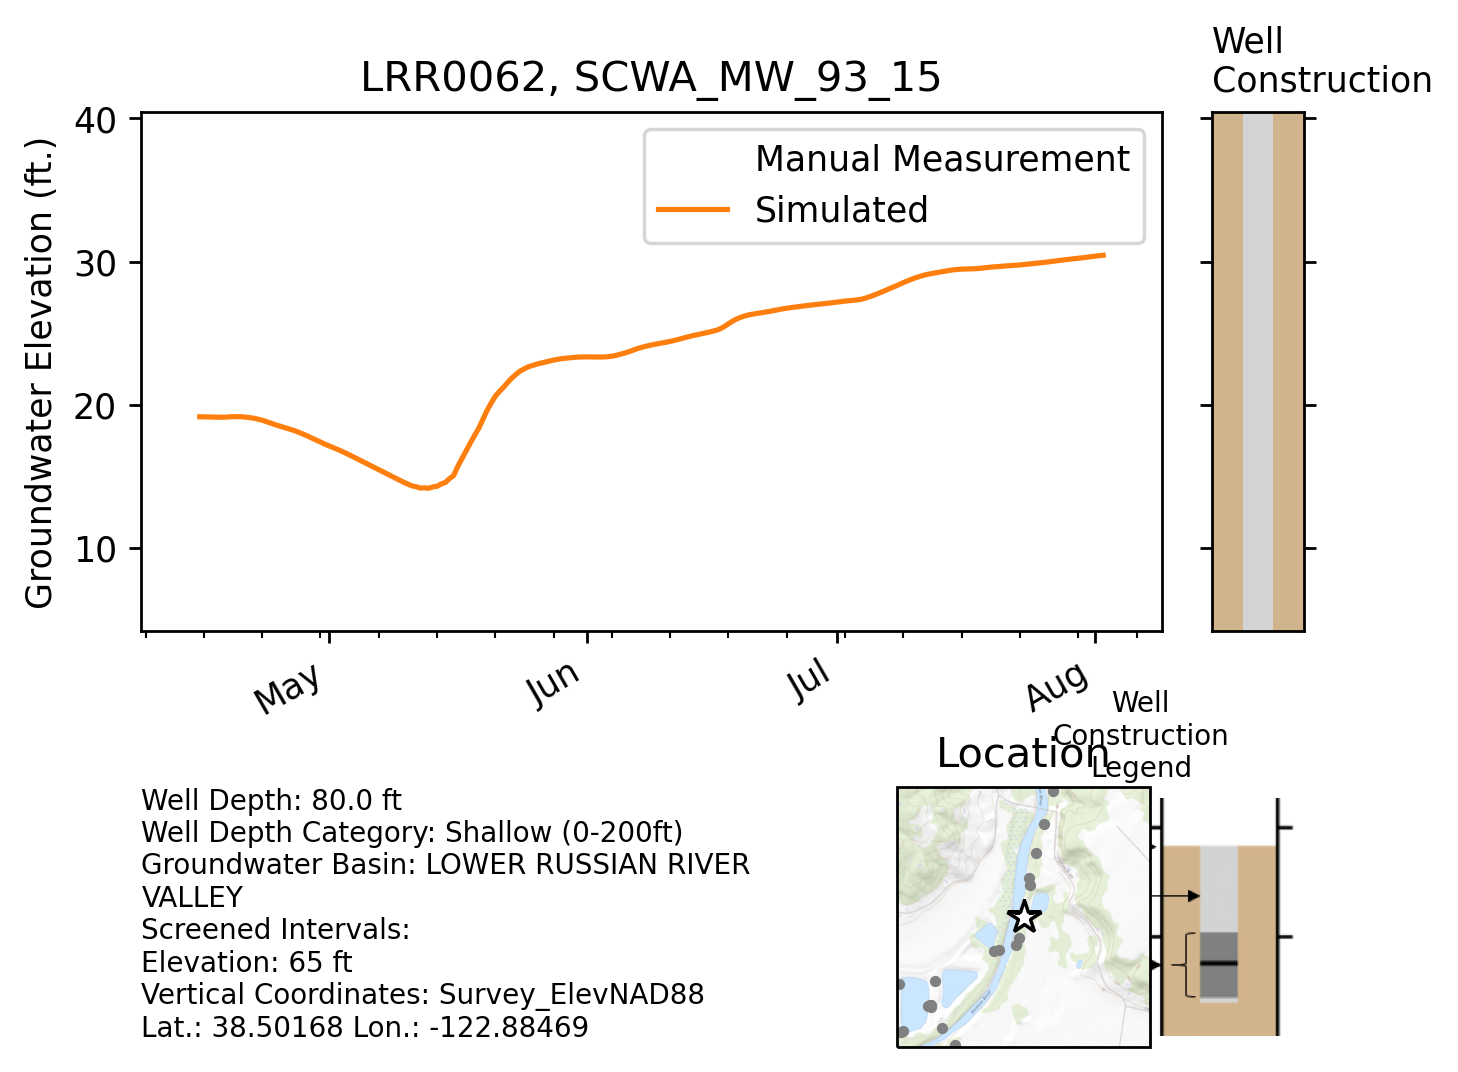 Well
Construction
LRR0062, SCWA_MW_93_15
40
30
20
10
Groundwater Elevation (ft.)
Manual Measurement
Simulated
May
Jun
Jul
Aug
Well
Construction
Legend
Location
Well Depth: 80.0 ft
Well Depth Category: Shallow (0-200ft)
Groundwater Basin: LOWER RUSSIAN RIVER
VALLEY
Screened Intervals:
Elevation: 65 ft
Vertical Coordinates: Survey_ElevNAD88
Lat.: 38.50168 Lon.: -122.88469